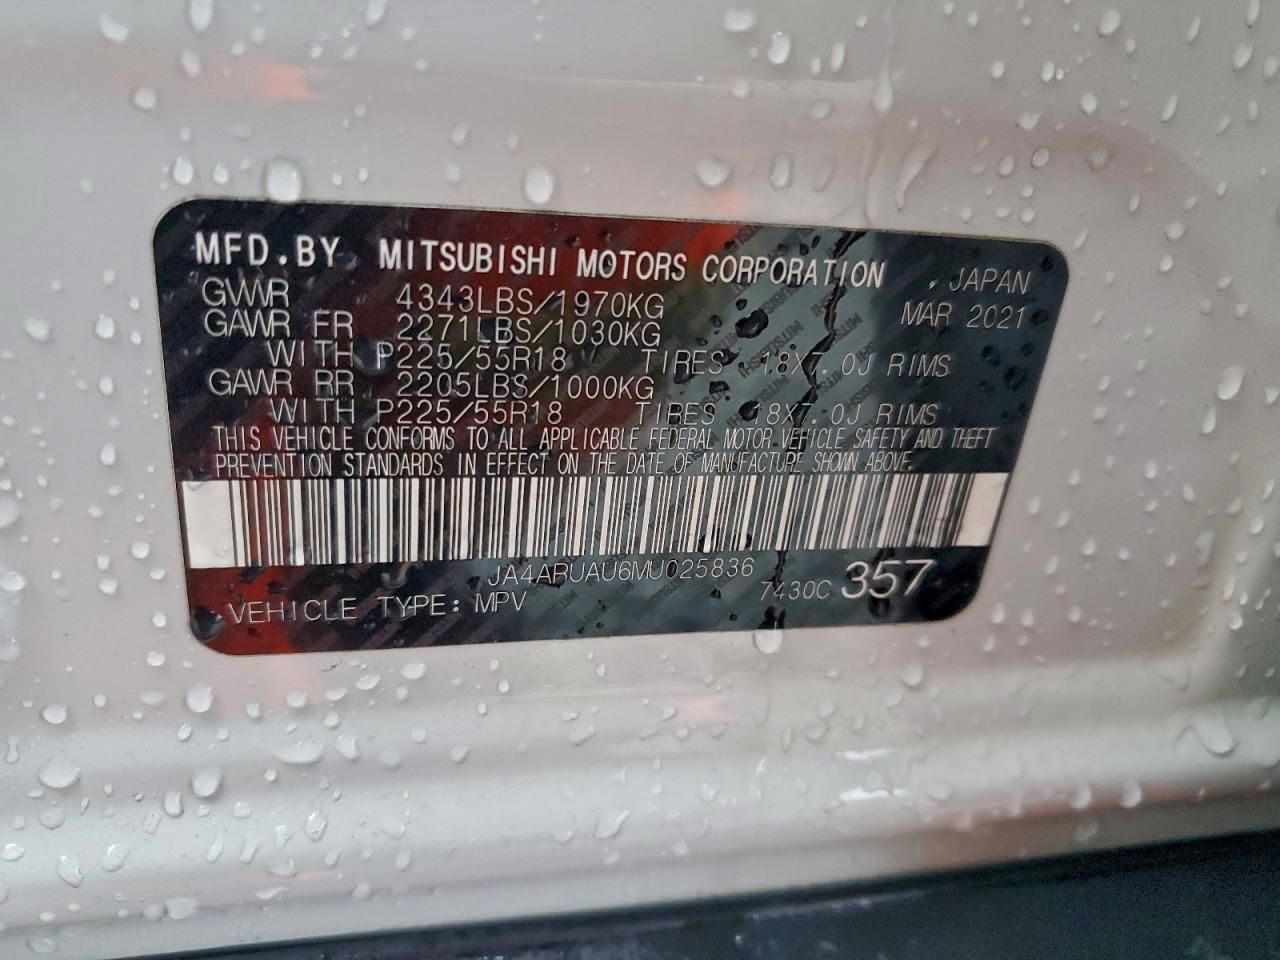 MFD.BY MITSUBISHI MOTORS CORPORATION , JAPAN
GVWR 4343LBS/1970KG MAR 2021
GAWR FR 2271LBS/1030KG
WITH P225/55R18 TIRES 18X7.0J RIMS
GAWR RR 2205LBS/1000KG
WITH P225/55R18 TIRES 18X7.0J RIMS
THIS VEHICLE CONFORMS TO ALL APPLICABLE FEDERAL MOTOR VEHICLE SAFETY AND THEFT
PREVENTION STANDARDS IN EFFECT ON THE DATE OF MANUFACTURE SHOWN ABOVE.
JA4ARUAU6MU025836
VEHICLE TYPE: MPV 7430C 357